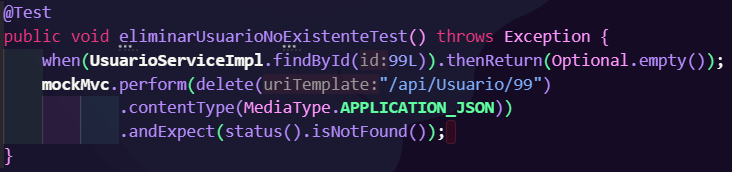 @Test
public void eliminarUsuarioNoExistenteTest() throws Exception {
when(UsuarioServiceImpl.findById(id:99L)).thenReturn(Optional.empty());
mockMvc.perform(delete(uriTemplate:"/api/Usuario/99")
.contentType(MediaType.APPLICATION_JSON))
.andExpect(status().isNotFound());
}